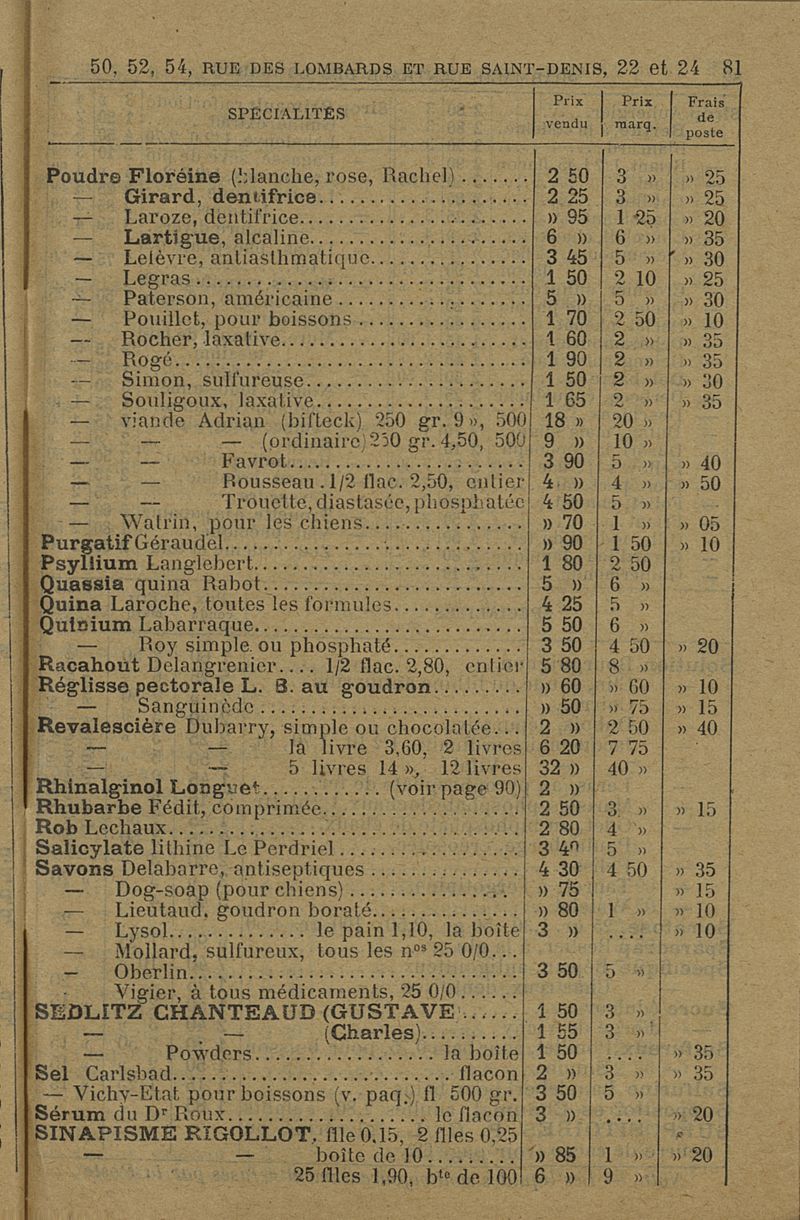 50, 52, 54, RUE DES LOMBARDS ET RUE SAINT-DENIS, 22 et 24 81
SPÉCIALITÉS Prix vendu Prix marq. Frais de poste
Poudre Floréine (blanche, rose, Rachel)........ 2 50 3 » » 25
— Girard, dentifrice.................... 2 25 3 » » 25
— Laroze, dentifrice...................... » 95 1 25 » 20
— Lartigue, alcaline..................... 6 » 6 » » 35
— Lefèvre, antiasthmatique............... 3 45 5 » » 30
— Legras................................ 1 50 2 10 » 25
— Paterson, américaine................... 5 » 5 » » 30
— Pouillet, pour boissons................. 1 70 2 50 » 10
— Rocher, laxative....................... 1 60 2 » » 35
— Rogé.................................. 1 90 2 » » 35
— Simon, sulfureuse...................... 1 50 2 » » 30
— Souligoux, laxative.................... 1 65 2 » » 35
— viande Adrian (bifteck) 250 gr. 9 », 500 18 » 20 »
— — — (ordinaire) 250 gr. 4,50, 500 9 » 10 »
— — Favrot........................ 3 90 5 » » 40
— — Rousseau. 1/2 flac. 2,50, entier 4 » 4 » » 50
— — Trouette, diastasée, phosphatée 4 50 5 »
— Watrin, pour les chiens................ » 70 1 » » 05
Purgatif Géraudel............................. » 90 1 50 » 10
Psyllium Langlebert.......................... 1 80 2 50
Quassia quina Rabot.......................... 5 » 6 »
Quina Laroche, toutes les formules............. 4 25 5 »
Quinium Labarraque........................... 5 50 6 »
— Roy simple ou phosphaté............. 3 50 4 50 » 20
Racahout Delangrenier.... 1/2 flac. 2,80, entier 5 80 8 »
Réglisse pectorale L. B. au goudron......... » 60 » 60 » 10
— Sanguinède.......................... » 50 » 75 » 15
Revalescière Dubarry, simple ou chocolatée... 2 » 2 50 » 40
— — la livre 3,60, 2 livres 6 20 7 75
— — 5 livres 14 », 12 livres 32 » 40 »
Rhinalginol Longuet............ (voir page 90) 2 »
Rhubarbe Fédit, comprimée.................... 2 50 3 » » 15
Rob Lechaux................................... 2 80 4 »
Salicylate lithine Le Perdriel................... 3 40 5 »
Savons Delabarre, antiseptiques............... 4 30 4 50 » 35
— Dog-soap (pour chiens)................ » 75 » 15
— Lieutaud, goudron boraté............... » 80 1 » » 10
— Lysol.............. le pain 1,10, la boîte 3 » .... » 10
— Mollard, sulfureux, tous les nos 25 0/0...
— Oberlin................................ 3 50 5 »
- Vigier, à tous médicaments, 25 0/0......
SEDLITZ CHANTEAUD (GUSTAVE)...... 1 50 3 »
— — (Charles).......... 1 55 3 »
— Powders.................. la boîte 1 50 .... » 35
Sel Carlsbad............................ flacon 2 » 3 » » 35
— Vichy-Etat pour boissons (v. paq.) fl 500 gr. 3 50 5 »
Sérum du Dr Roux.................... le flacon 3 » .... » 20
SINAPISME RIGOLLOT, flle 0,15, 2 flles 0,25
— — boîte de 10......... » 85 1 » » 20
25 flles 1,90, bte de 100 6 » 9 »